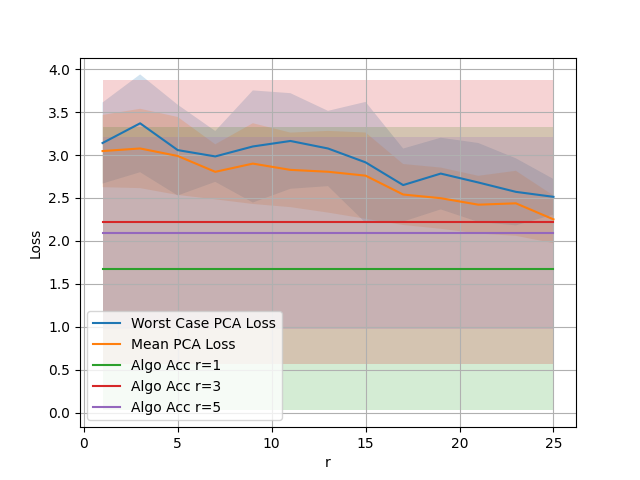 4.0
3.5
3.0
2.5
2.0
1.5
1.0
0.5
0.0
Loss
Worst Case PCA Loss
Mean PCA Loss
Algo Acc r=1
Algo Acc r=3
Algo Acc r=5
0 5 10 15 20 25
r